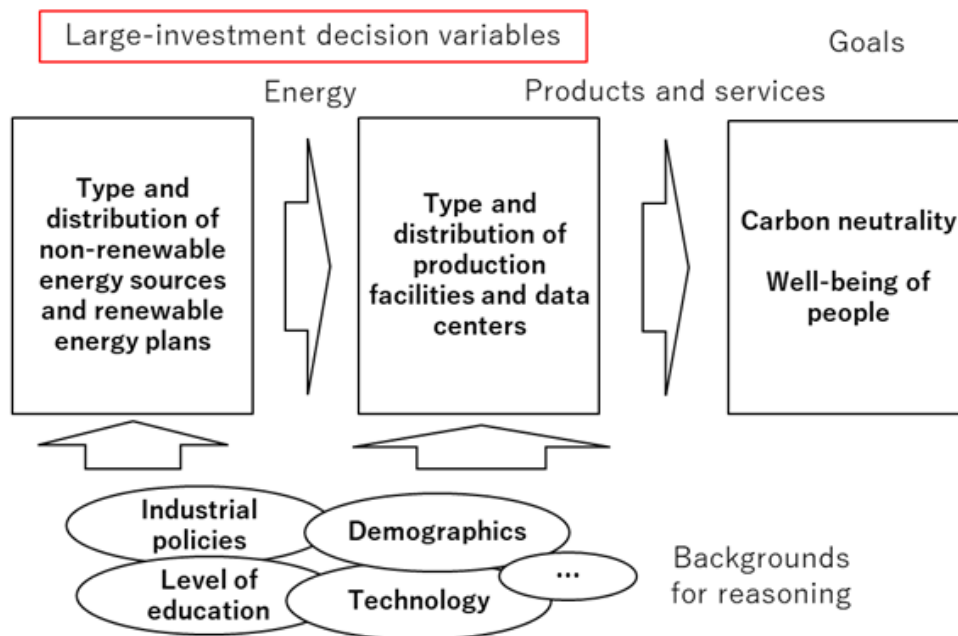 Large-investment decision variables
Goals
Energy
Products and services
Type and
distribution of
non-renewable
energy sources
and renewable
energy plans
Type and
distribution of
production
facilities and data
centers
Carbon neutrality
Well-being of
people
Industrial
policies
Demographics
Level of
education
Technology
...
Backgrounds
for reasoning